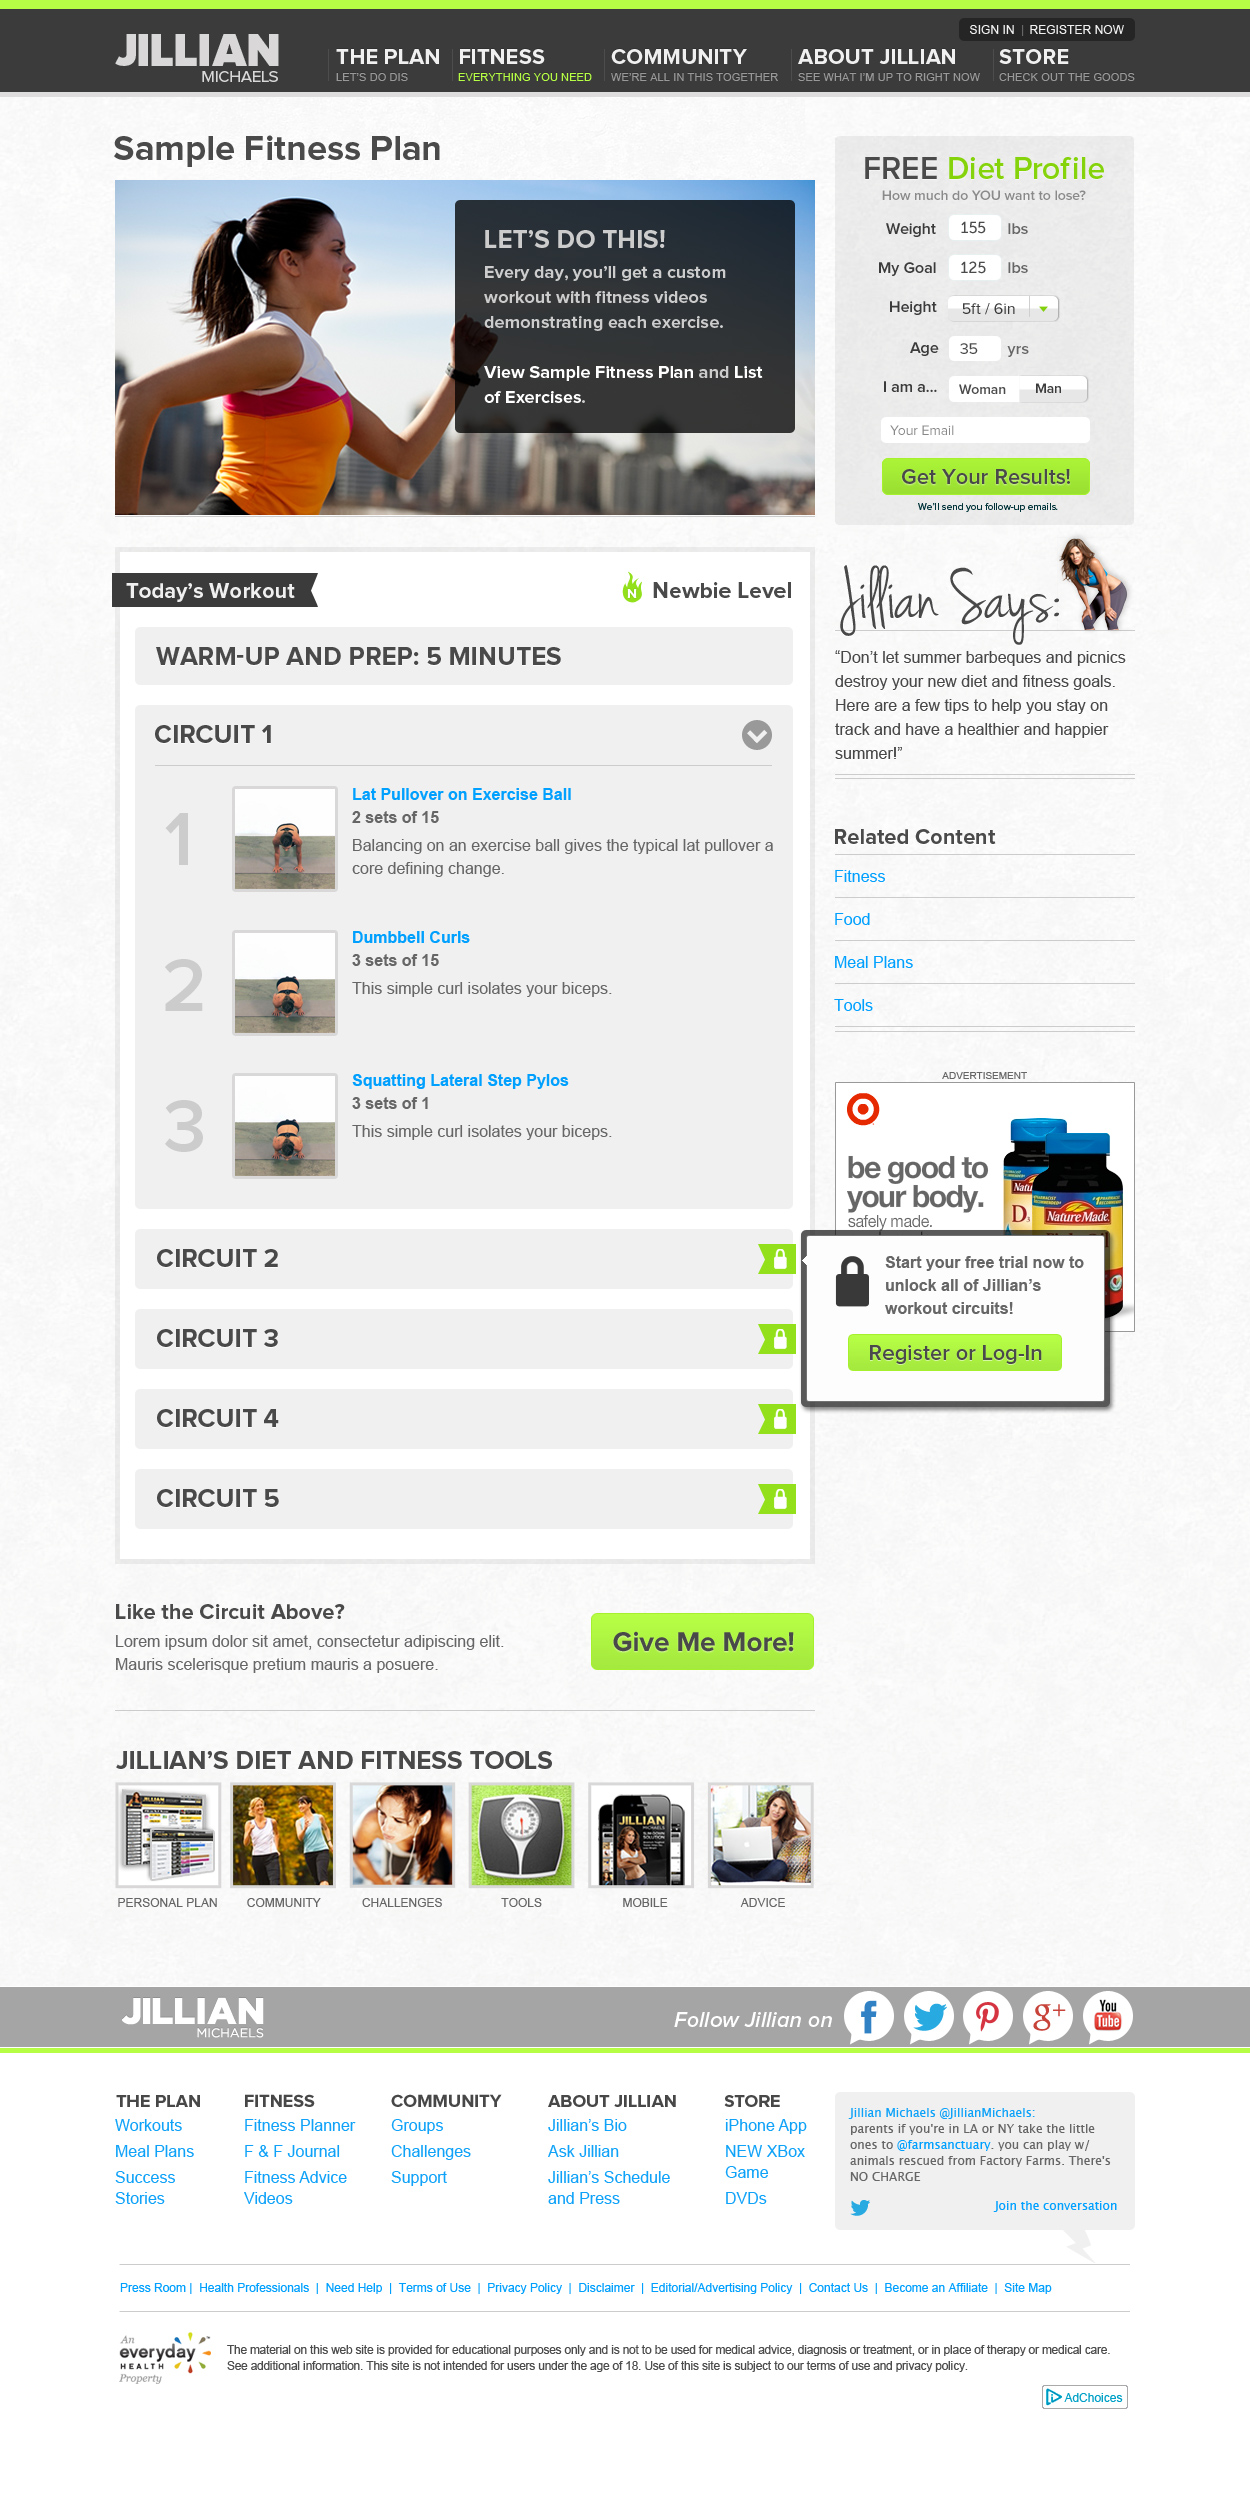 SIGN IN | REGISTER NOW
JILLIAN
MICHAELS
THE PLAN
LET'S DO DIS
FITNESS
EVERYTHING YOU NEED
COMMUNITY
WE'RE ALL IN THIS TOGETHER
ABOUT JILLIAN
SEE WHAT I'M UP TO RIGHT NOW
STORE
CHECK OUT THE GOODS
Sample Fitness Plan
LET'S DO THIS!
Every day, you'll get a custom
workout with fitness videos
demonstrating each exercise.
View Sample Fitness Plan and List
of Exercises.
FREE Diet Profile
How much do YOU want to lose?
Weight 155 lbs
My Goal 125 lbs
Height 5ft / 6in
Age 35 yrs
I am a... Woman Man
Your Email
Get Your Results!
We'll send you follow-up emails.
Today's Workout
N Newbie Level
WARM-UP AND PREP: 5 MINUTES
CIRCUIT 1
1
Lat Pullover on Exercise Ball
2 sets of 15
Balancing on an exercise ball gives the typical lat pullover a
core defining change.
2
Dumbbell Curls
3 sets of 15
This simple curl isolates your biceps.
3
Squatting Lateral Step Pylos
3 sets of 1
This simple curl isolates your biceps.
CIRCUIT 2
CIRCUIT 3
CIRCUIT 4
CIRCUIT 5
Jillian Says:
“Don't let summer barbeques and picnics
destroy your new diet and fitness goals.
Here are a few tips to help you stay on
track and have a healthier and happier
summer!”
Related Content
Fitness
Food
Meal Plans
Tools
ADVERTISEMENT
be good to
your body.
safely made.
D3
Nature Made
Start your free trial now to
unlock all of Jillian's
workout circuits!
Register or Log-In
Like the Circuit Above?
Lorem ipsum dolor sit amet, consectetur adipiscing elit.
Mauris scelerisque pretium mauris a posuere.
Give Me More!
JILLIAN'S DIET AND FITNESS TOOLS
JILLIAN
MICHAELS
PERSONAL PLAN
COMMUNITY
CHALLENGES
TOOLS
MOBILE
ADVICE
JILLIAN
MICHAELS
Follow Jillian on
f
g+
You
Tube
THE PLAN
Workouts
Meal Plans
Success
Stories
FITNESS
Fitness Planner
F & F Journal
Fitness Advice
Videos
COMMUNITY
Groups
Challenges
Support
ABOUT JILLIAN
Jillian's Bio
Ask Jillian
Jillian's Schedule
and Press
STORE
iPhone App
NEW XBox
Game
DVDs
Jillian Michaels @JillianMichaels:
parents if you're in LA or NY take the little
ones to @farmsanctuary. you can play w/
animals rescued from Factory Farms. There's
NO CHARGE
Join the conversation
Press Room | Health Professionals | Need Help | Terms of Use | Privacy Policy | Disclaimer | Editorial/Advertising Policy | Contact Us | Become an Affiliate | Site Map
An
everyday
HEALTH
Property
The material on this web site is provided for educational purposes only and is not to be used for medical advice, diagnosis or treatment, or in place of therapy or medical care.
See additional information. This site is not intended for users under the age of 18. Use of this site is subject to our terms of use and privacy policy.
AdChoices